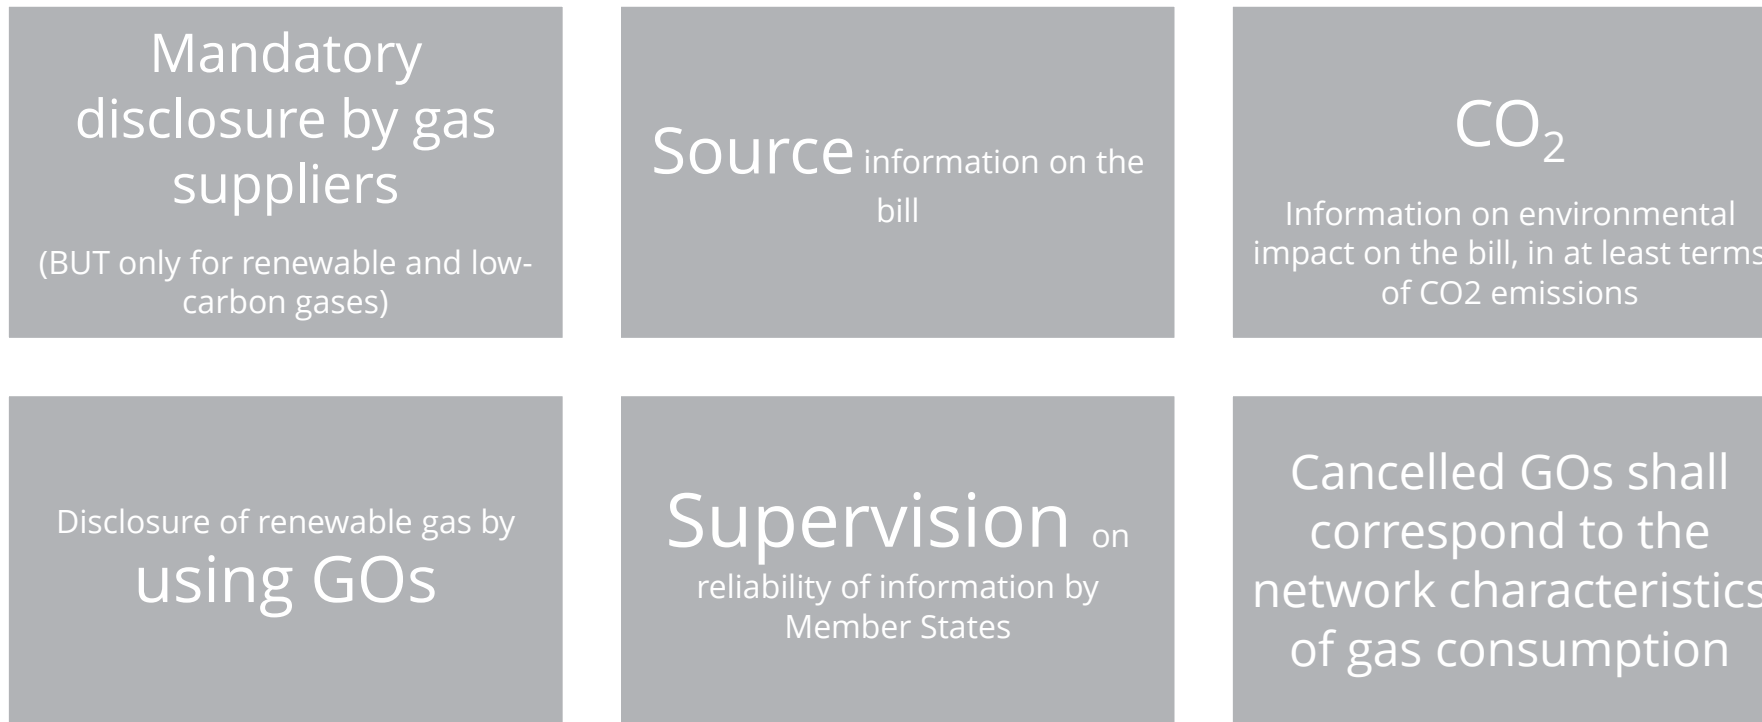 Mandatory
disclosure by gas
suppliers
(BUT only for renewable and low-
carbon gases)
Source information on the
bill
CO₂
Information on environmental
impact on the bill, in at least terms
of CO2 emissions
Disclosure of renewable gas by
using GOs
Supervision on
reliability of information by
Member States
Cancelled GOs shall
correspond to the
network characteristics
of gas consumption